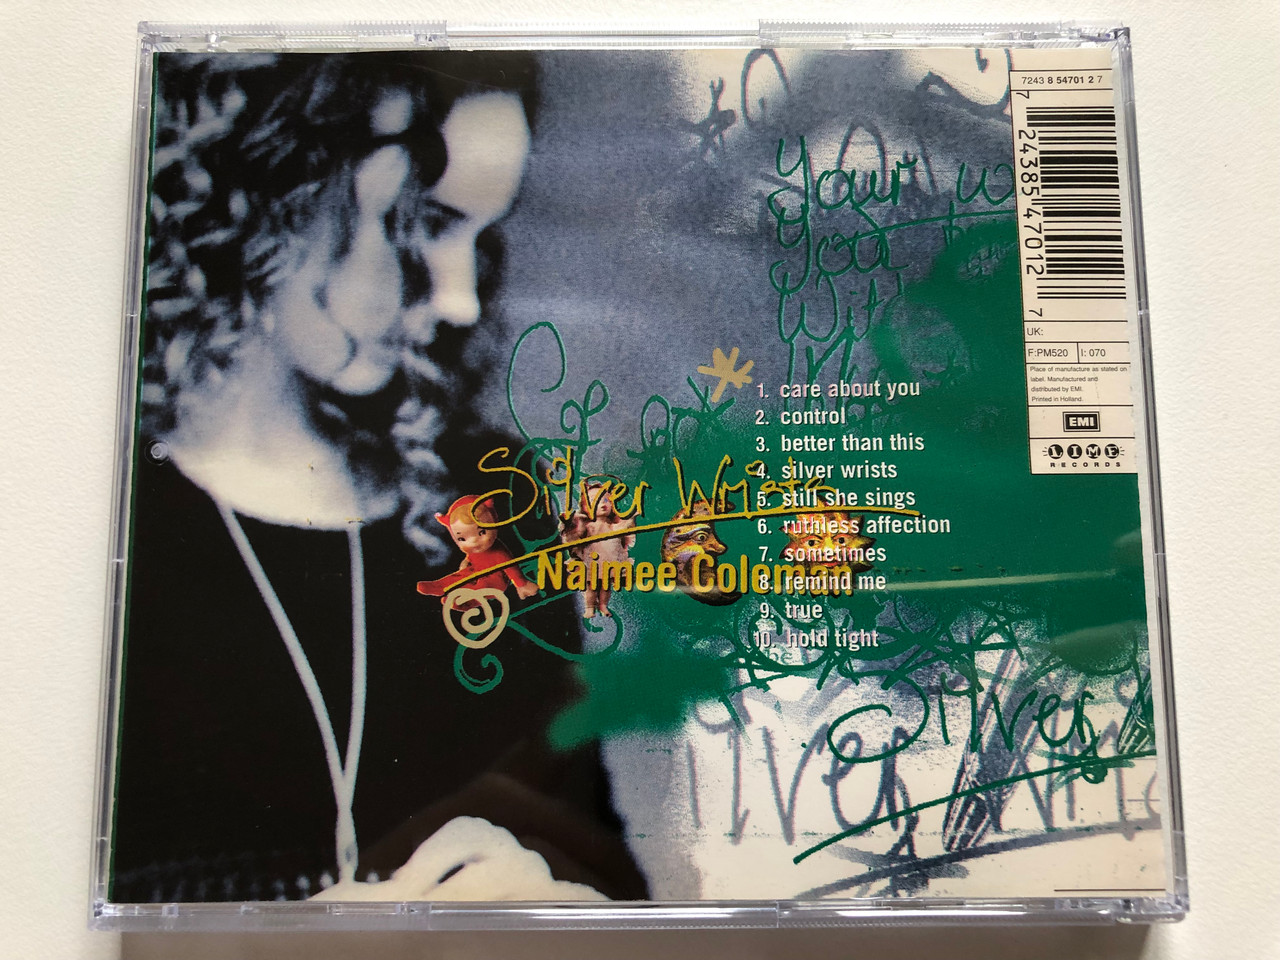 7243 8 54701 2 7
7 24385 47012 7
UK:
F:PM520 I: 070
Place of manufacture as stated on
label. Manufactured and
distributed by EMI.
Printed in Holland.
EMI
LIME
RECORDS
Your w
You
Wit
1. care about you
2. control
3. better than this
4. silver wrists
5. still she sings
6. ruthless affection
7. sometimes
8. remind me
9. true
10. hold tight
Silver Wrists
Naimee Coleman
Silver W
ilver Wri